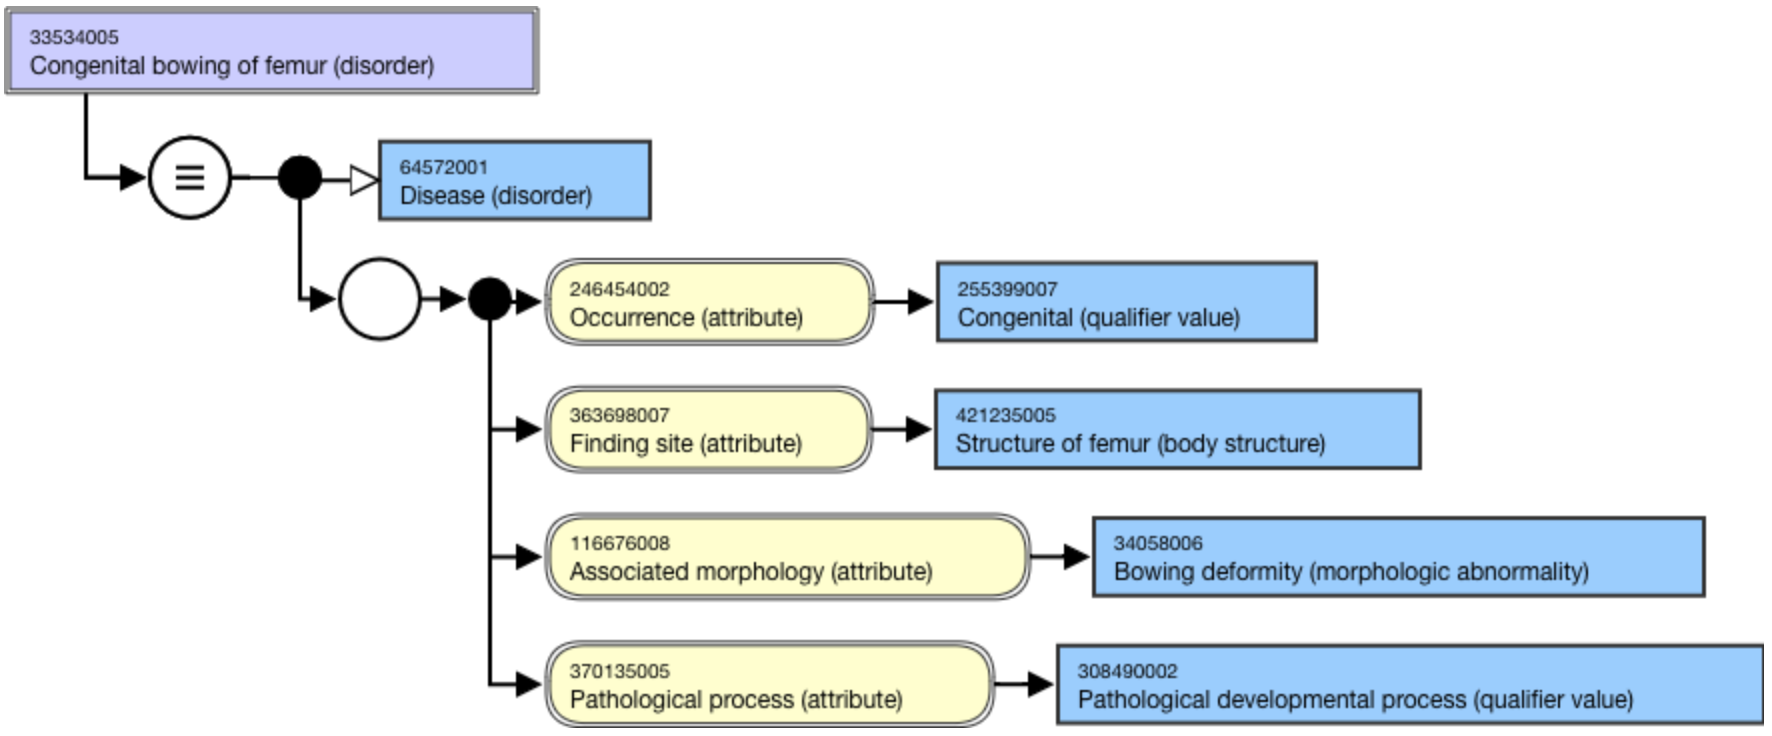 33534005
Congenital bowing of femur (disorder)
64572001
Disease (disorder)
246454002
Occurrence (attribute)
255399007
Congenital (qualifier value)
363698007
Finding site (attribute)
421235005
Structure of femur (body structure)
116676008
Associated morphology (attribute)
34058006
Bowing deformity (morphologic abnormality)
370135005
Pathological process (attribute)
308490002
Pathological developmental process (qualifier value)